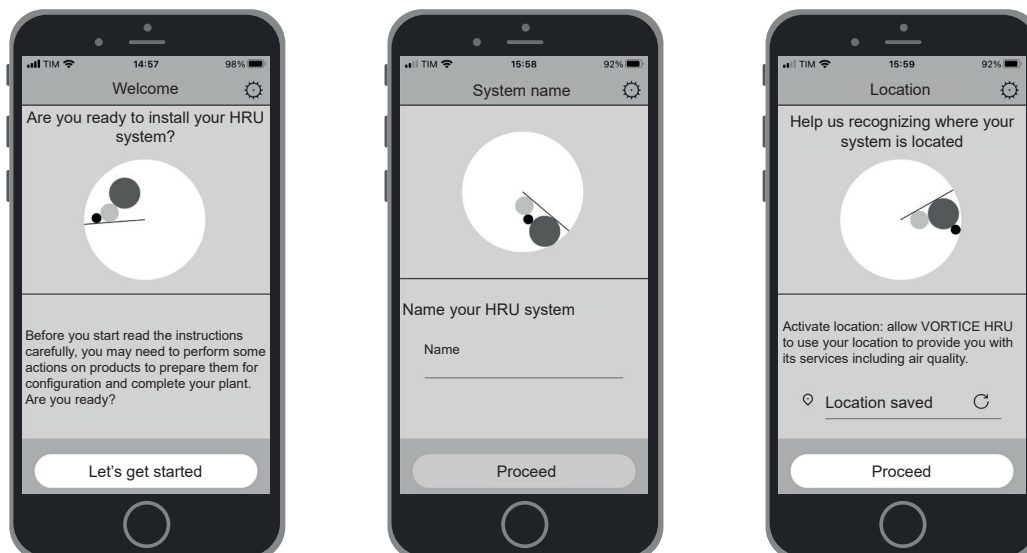 TIM
14:57
98%
Welcome
Are you ready to install your HRU
system?
Before you start read the instructions
carefully, you may need to perform some
actions on products to prepare them for
configuration and complete your plant.
Are you ready?
Let's get started
TIM
15:58
92%
System name
Name your HRU system
Name
Proceed
TIM
15:59
92%
Location
Help us recognizing where your
system is located
Activate location: allow VORTICE HRU
to use your location to provide you with
its services including air quality.
Location saved
Proceed